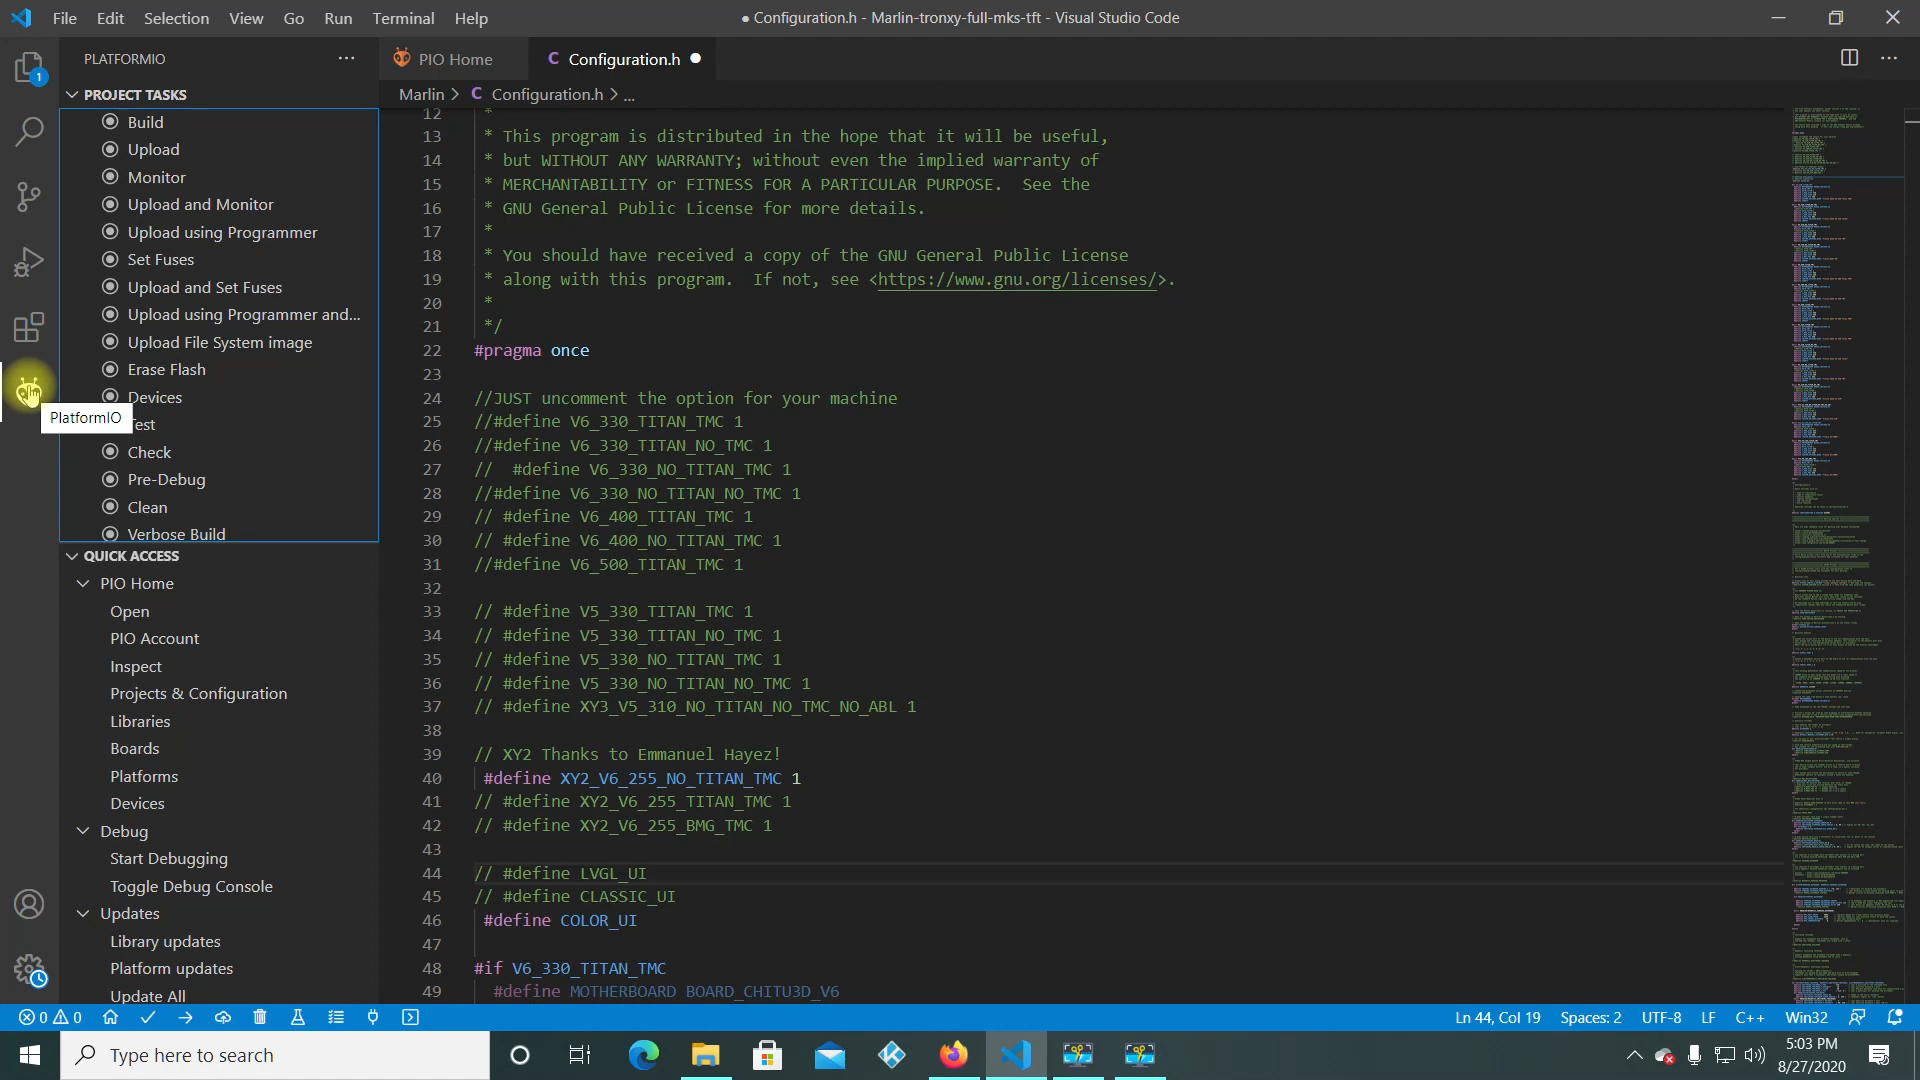 File Edit Selection View Go Run Terminal Help
● Configuration.h - Marlin-tronxy-full-mks-tft - Visual Studio Code
PLATFORMIO
PROJECT TASKS
Build
Upload
Monitor
Upload and Monitor
Upload using Programmer
Set Fuses
Upload and Set Fuses
Upload using Programmer and...
Upload File System image
Erase Flash
Devices
PlatformIO
Check
Pre-Debug
Clean
Verbose Build
QUICK ACCESS
PIO Home
Open
PIO Account
Inspect
Projects & Configuration
Libraries
Boards
Platforms
Devices
Debug
Start Debugging
Toggle Debug Console
Updates
Library updates
Platform updates
Update All
1
PIO Home
C Configuration.h ●
Marlin > C Configuration.h > ...
12 *
13 * This program is distributed in the hope that it will be useful,
14 * but WITHOUT ANY WARRANTY; without even the implied warranty of
15 * MERCHANTABILITY or FITNESS FOR A PARTICULAR PURPOSE.  See the
16 * GNU General Public License for more details.
17 *
18 * You should have received a copy of the GNU General Public License
19 * along with this program.  If not, see <https://www.gnu.org/licenses/>.
20 *
21 */
22 #pragma once
23
24 //JUST uncomment the option for your machine
25 //#define V6_330_TITAN_TMC 1
26 //#define V6_330_TITAN_NO_TMC 1
27 //  #define V6_330_NO_TITAN_TMC 1
28 //#define V6_330_NO_TITAN_NO_TMC 1
29 // #define V6_400_TITAN_TMC 1
30 // #define V6_400_TITAN_NO_TMC 1
31 //#define V6_500_TITAN_TMC 1
32
33 // #define V5_330_TITAN_TMC 1
34 // #define V5_330_TITAN_NO_TMC 1
35 // #define V5_330_NO_TITAN_TMC 1
36 // #define V5_330_NO_TITAN_NO_TMC 1
37 // #define XY3_V5_310_NO_TITAN_NO_TMC_NO_ABL 1
38
39 // XY2 Thanks to Emmanuel Hayez!
40 #define XY2_V6_255_NO_TITAN_TMC 1
41 // #define XY2_V6_255_TITAN_TMC 1
42 // #define XY2_V6_255_BMG_TMC 1
43
44 // #define LVGL_UI
45 // #define CLASSIC_UI
46 #define COLOR_UI
47
48 #if V6_330_TITAN_TMC
49 #define MOTHERBOARD BOARD_CHITU3D_V6
0 0
Ln 44, Col 19 Spaces: 2 UTF-8 LF C++ Win32
Type here to search
5:03 PM
8/27/2020